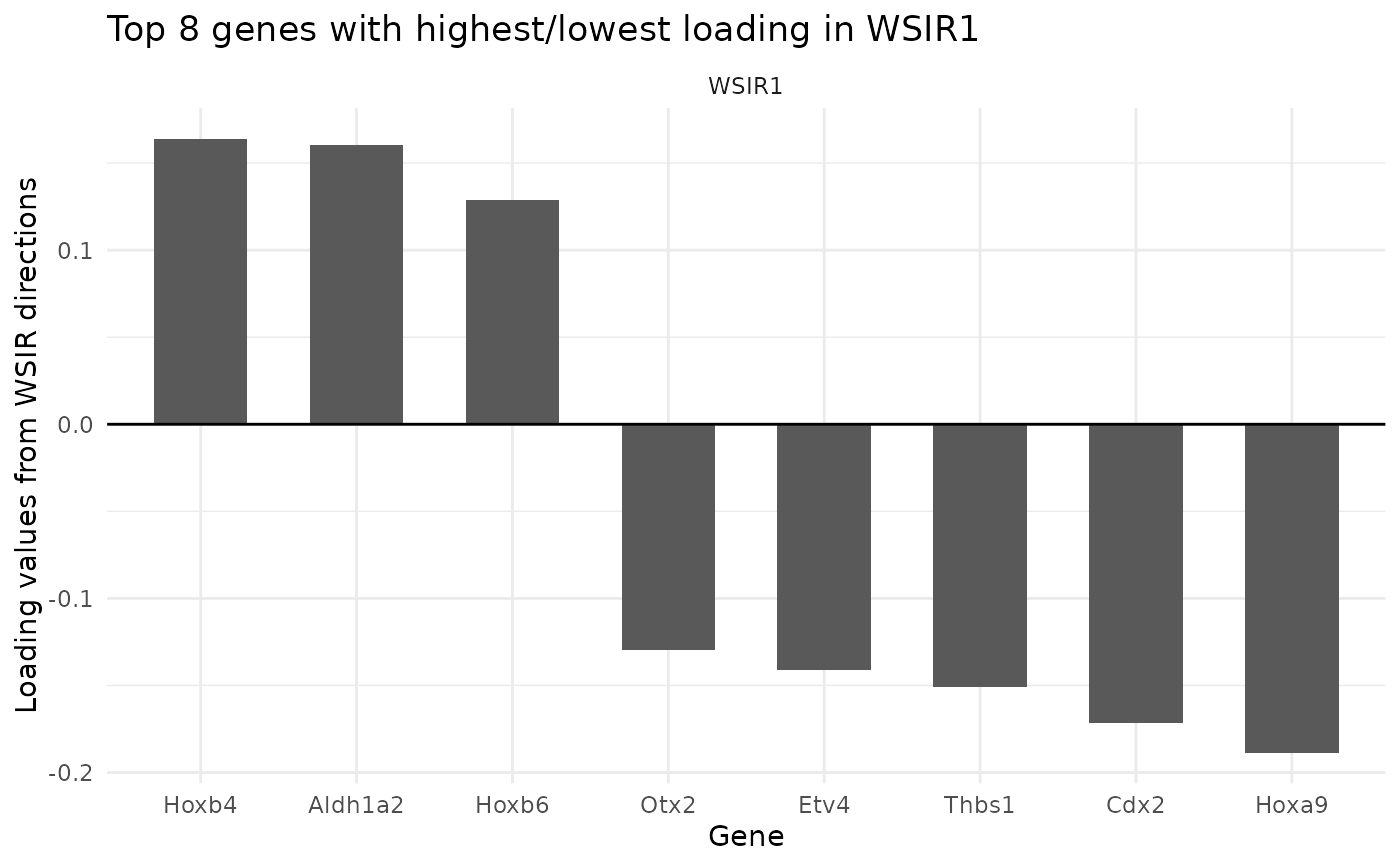 Top 8 genes with highest/lowest loading in WSIR1
WSIR1
Loading values from WSIR directions
0.1
0.0
-0.1
-0.2
Hoxb4 Aldh1a2 Hoxb6 Otx2 Etv4 Thbs1 Cdx2 Hoxa9
Gene